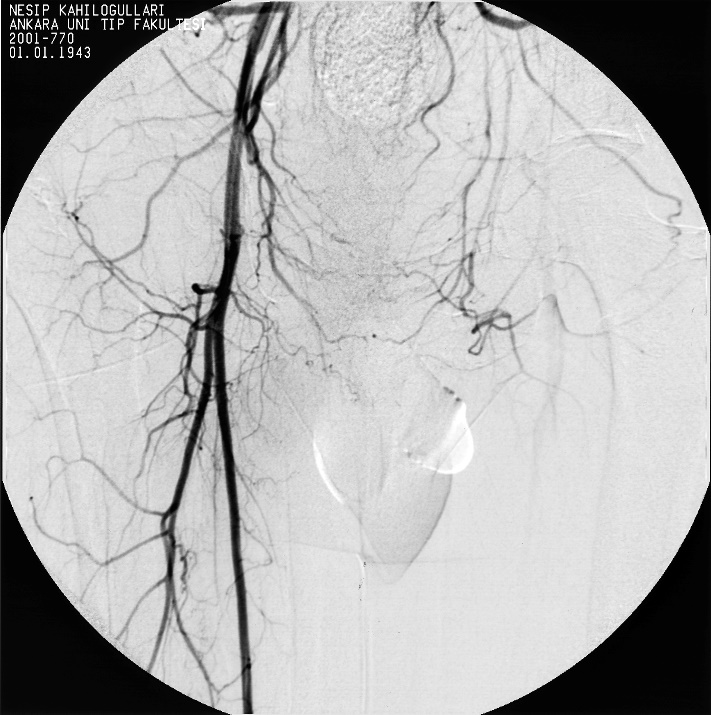 NESIP KAHILOGULLARI
ANKARA UNI TIP FAKULTESI
2001-770
01.01.1943